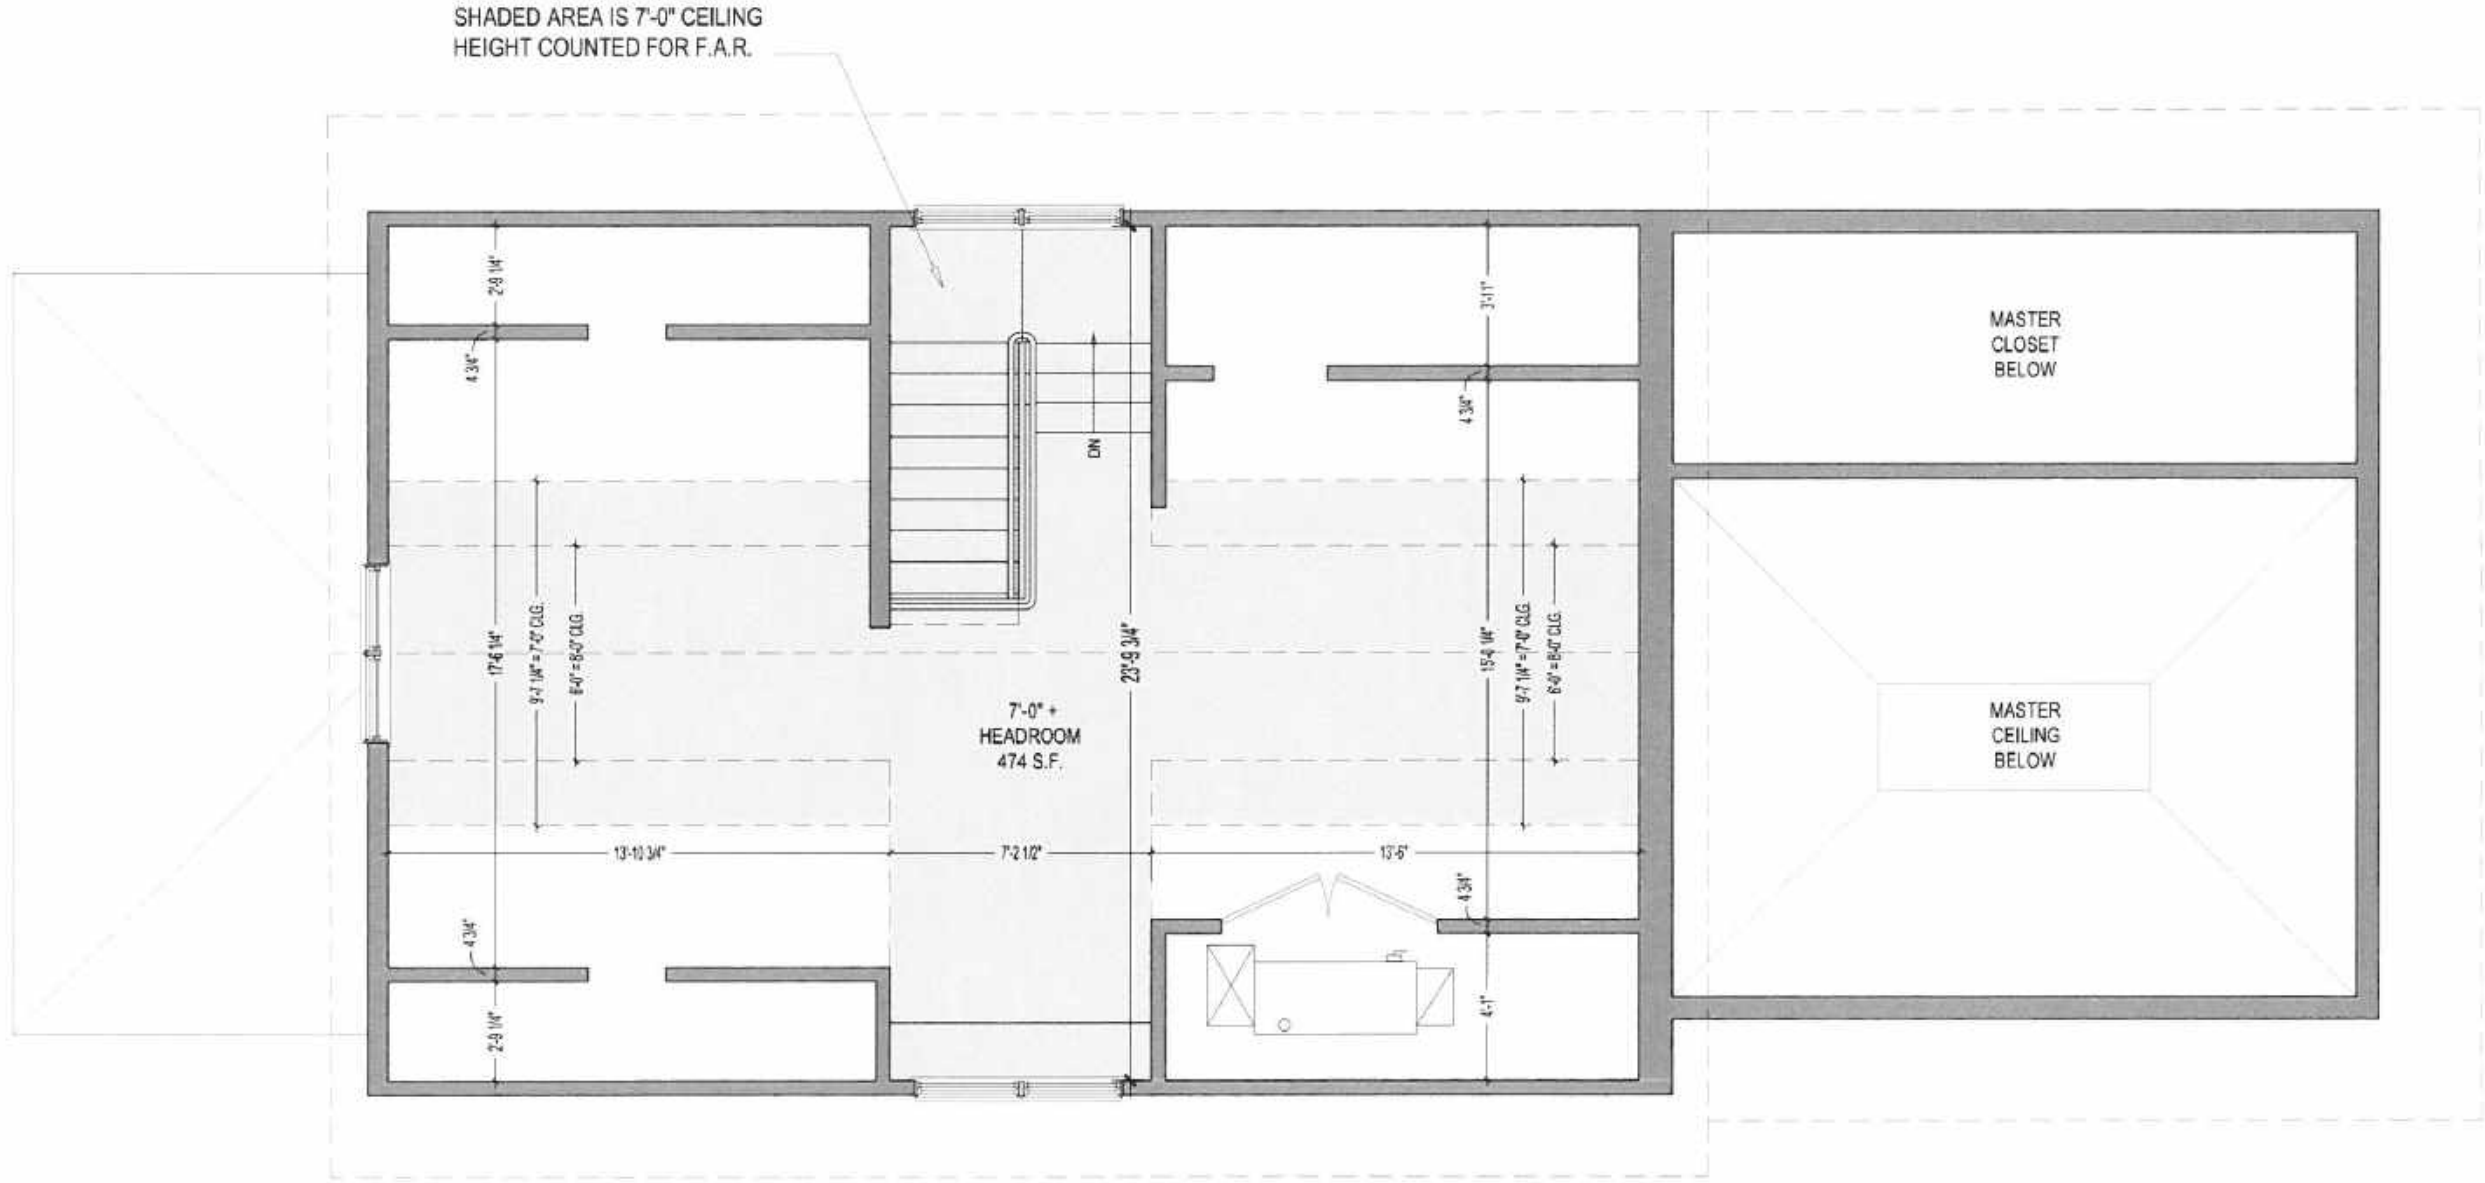 SHADED AREA IS 7'-0" CEILING
HEIGHT COUNTED FOR F.A.R.
2'-9 1/4"
4 3/4"
17'-6 1/4"
9'-7 1/4" = 7'-0" CLG.
6'-0" = 8'-0" CLG.
DN
23'-9 3/4"
3'-11"
4 3/4"
15'-0 1/4"
9'-7 1/4" = 7'-0" CLG.
6'-0" = 8'-0" CLG.
MASTER
CLOSET
BELOW
7'-0" +
HEADROOM
474 S.F.
MASTER
CEILING
BELOW
13'-10 3/4"
7'-2 1/2"
13'-6"
4 3/4"
4 3/4"
2'-9 1/4"
4'-1"